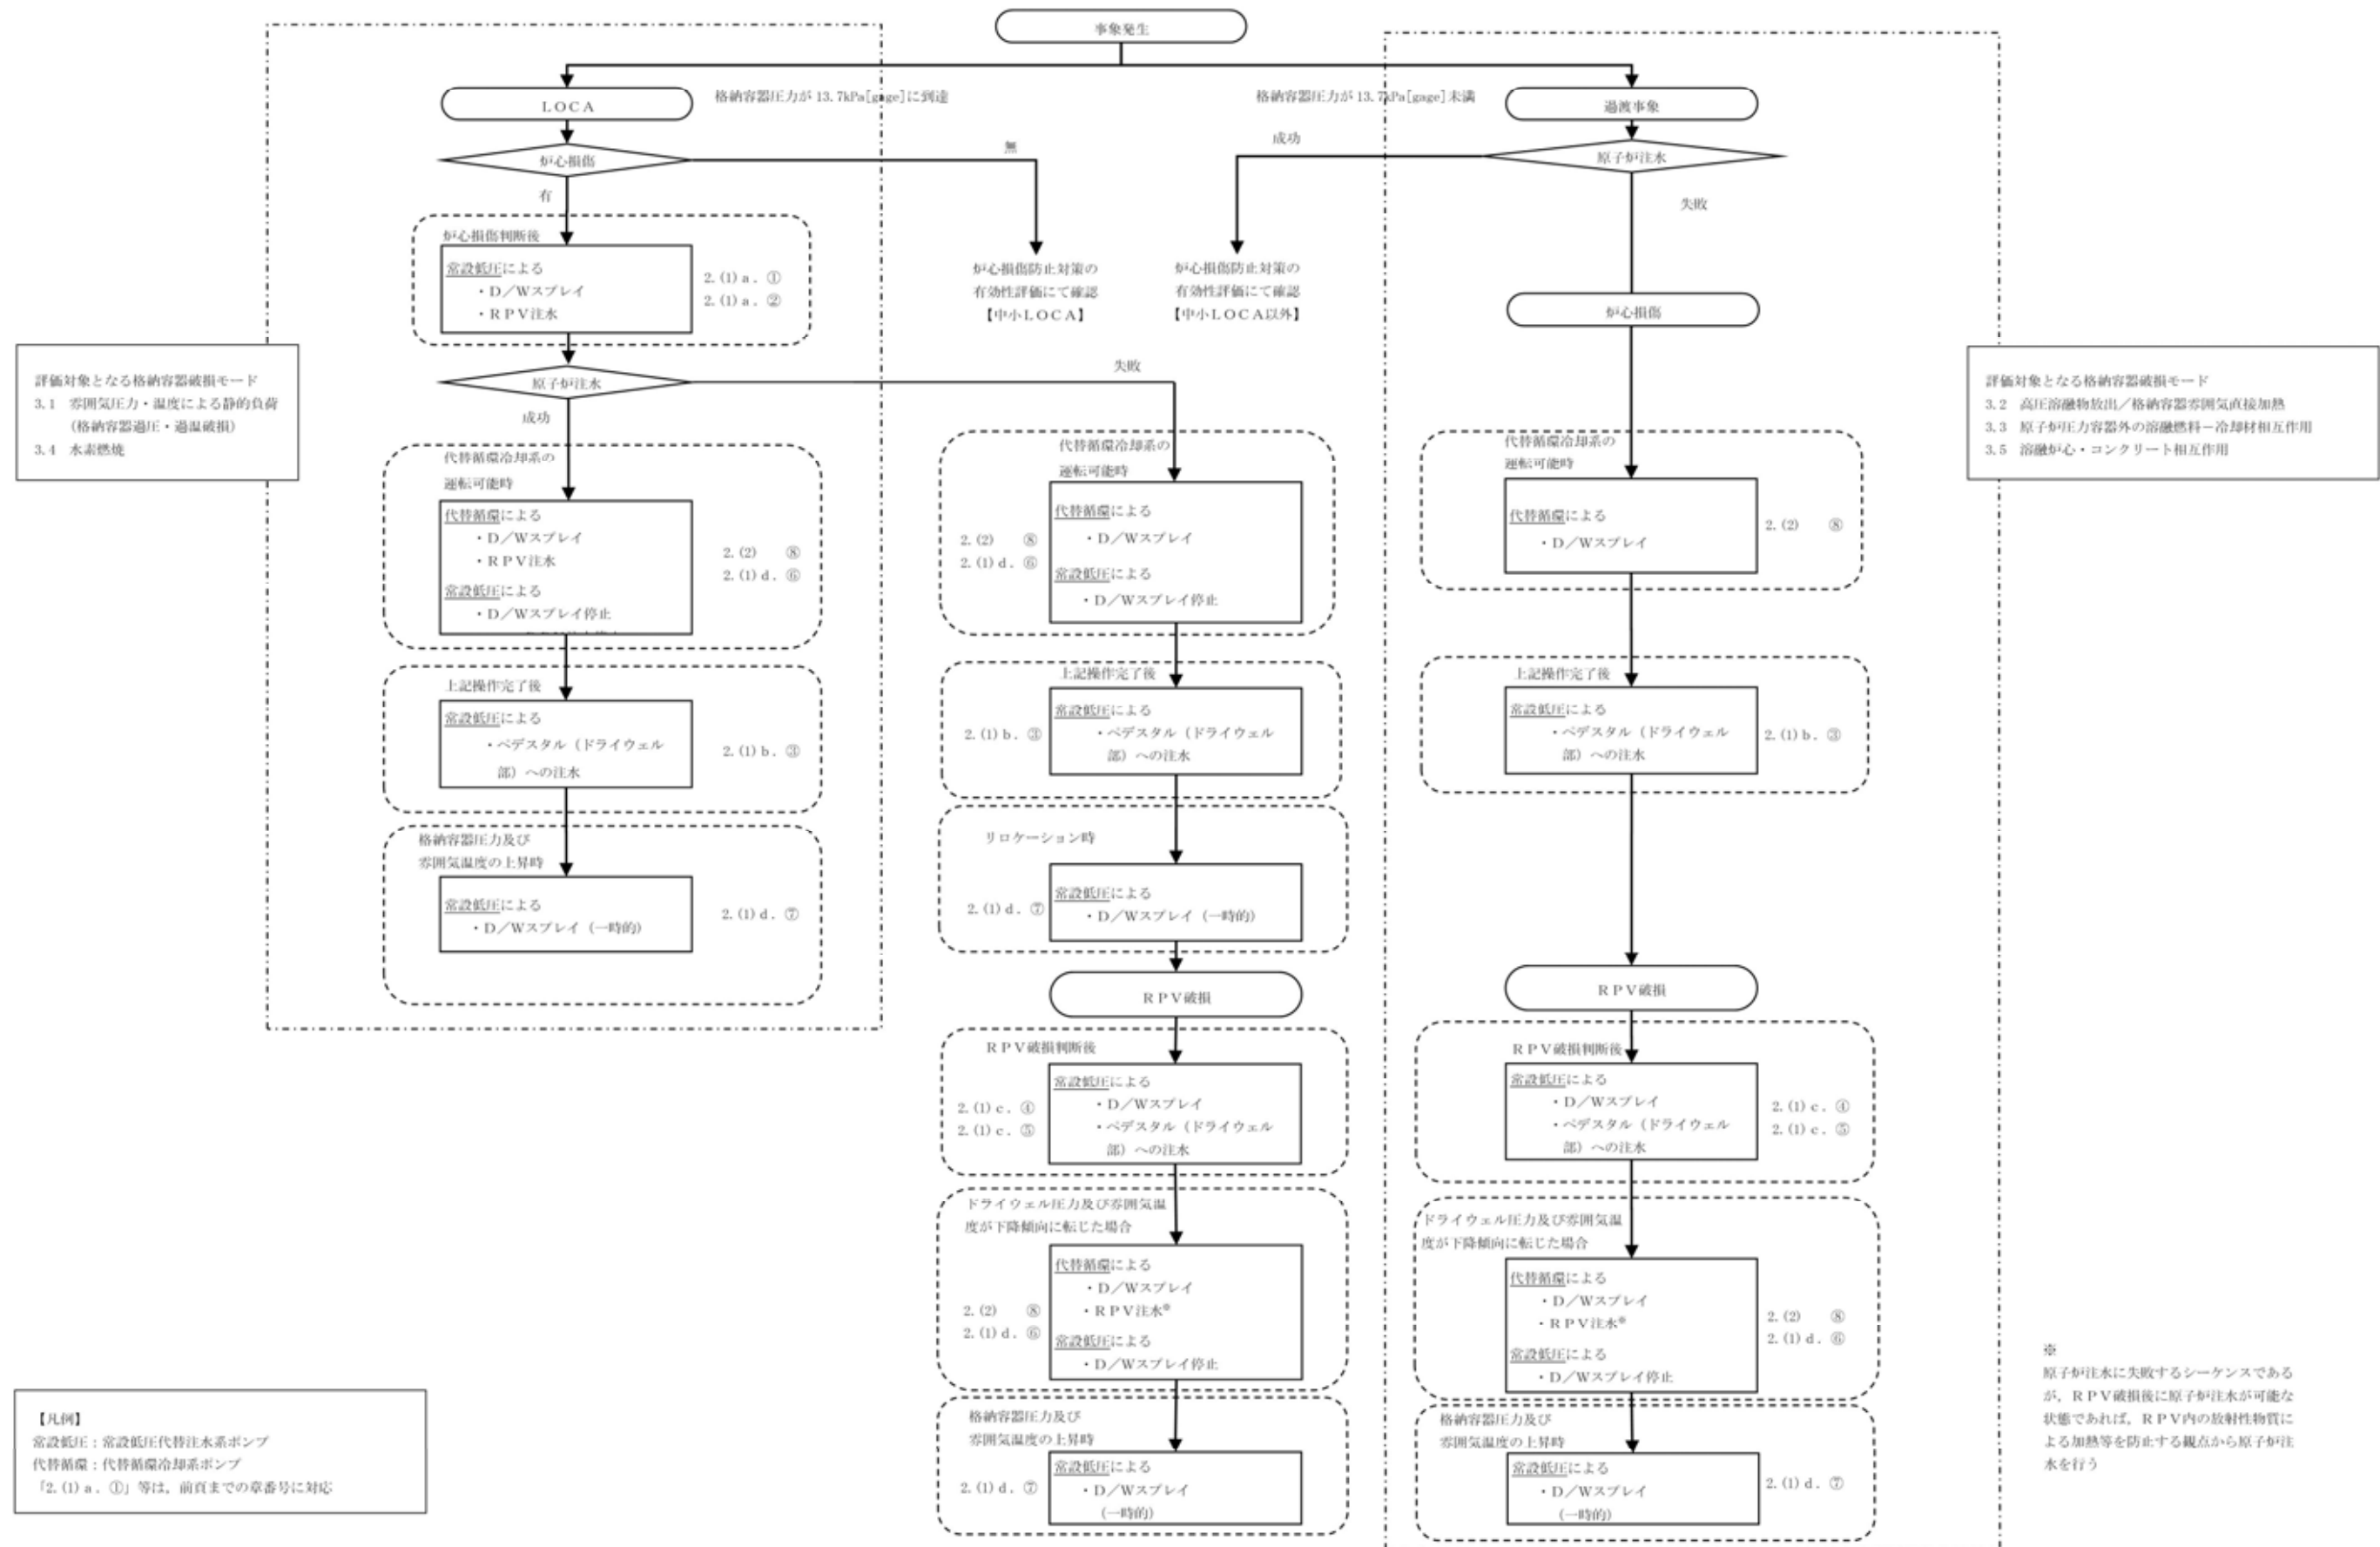 事象発生
LOCA
格納容器圧力が 13.7kPa[gage]に到達
格納容器圧力が 13.7kPa[gage]未満
過渡事象
炉心損傷
無
有
成功
原子炉注水
失敗
炉心損傷防止対策の
有効性評価にて確認
【中小LOCA】
炉心損傷防止対策の
有効性評価にて確認
【中小LOCA以外】
炉心損傷
評価対象となる格納容器破損モード
3.1 雰囲気圧力・温度による静的負荷
（格納容器過圧・過温破損）
3.4 水素燃焼
評価対象となる格納容器破損モード
3.2 高圧溶融物放出／格納容器雰囲気直接加熱
3.3 原子炉圧力容器外の溶融燃料－冷却材相互作用
3.5 溶融炉心・コンクリート相互作用
炉心損傷判断後
常設低圧による
・D／Wスプレイ
・RPV注水
2.(1)a．①
2.(1)a．②
原子炉注水
失敗
成功
代替循環冷却系の
運転可能時
代替循環による
・D／Wスプレイ
・RPV注水
常設低圧による
・D／Wスプレイ停止
2.(2) ⑧
2.(1)d．⑥
上記操作完了後
常設低圧による
・ペデスタル（ドライウェル
部）への注水
2.(1)b．③
格納容器圧力及び
雰囲気温度の上昇時
常設低圧による
・D／Wスプレイ（一時的）
2.(1)d．⑦
代替循環冷却系の
運転可能時
代替循環による
・D／Wスプレイ
常設低圧による
・D／Wスプレイ停止
2.(2) ⑧
2.(1)d．⑥
上記操作完了後
常設低圧による
・ペデスタル（ドライウェル
部）への注水
2.(1)b．③
リロケーション時
常設低圧による
・D／Wスプレイ（一時的）
2.(1)d．⑦
RPV破損
RPV破損判断後
常設低圧による
・D／Wスプレイ
・ペデスタル（ドライウェル
部）への注水
2.(1)c．④
2.(1)c．⑤
ドライウェル圧力及び雰囲気温
度が下降傾向に転じた場合
代替循環による
・D／Wスプレイ
・RPV注水※
常設低圧による
・D／Wスプレイ停止
2.(2) ⑧
2.(1)d．⑥
格納容器圧力及び
雰囲気温度の上昇時
常設低圧による
・D／Wスプレイ
（一時的）
2.(1)d．⑦
代替循環冷却系の
運転可能時
代替循環による
・D／Wスプレイ
2.(2) ⑧
上記操作完了後
常設低圧による
・ペデスタル（ドライウェル
部）への注水
2.(1)b．③
RPV破損
RPV破損判断後
常設低圧による
・D／Wスプレイ
・ペデスタル（ドライウェル
部）への注水
2.(1)c．④
2.(1)c．⑤
ドライウェル圧力及び雰囲気温
度が下降傾向に転じた場合
代替循環による
・D／Wスプレイ
・RPV注水※
常設低圧による
・D／Wスプレイ停止
2.(2) ⑧
2.(1)d．⑥
格納容器圧力及び
雰囲気温度の上昇時
常設低圧による
・D／Wスプレイ
（一時的）
2.(1)d．⑦
【凡例】
常設低圧：常設低圧代替注水系ポンプ
代替循環：代替循環冷却系ポンプ
「2.(1)a．①」等は，前頁までの章番号に対応
※
原子炉注水に失敗するシーケンスである
が，RPV破損後に原子炉注水が可能な
状態であれば，RPV内の放射性物質に
よる加熱等を防止する観点から原子炉注
水を行う